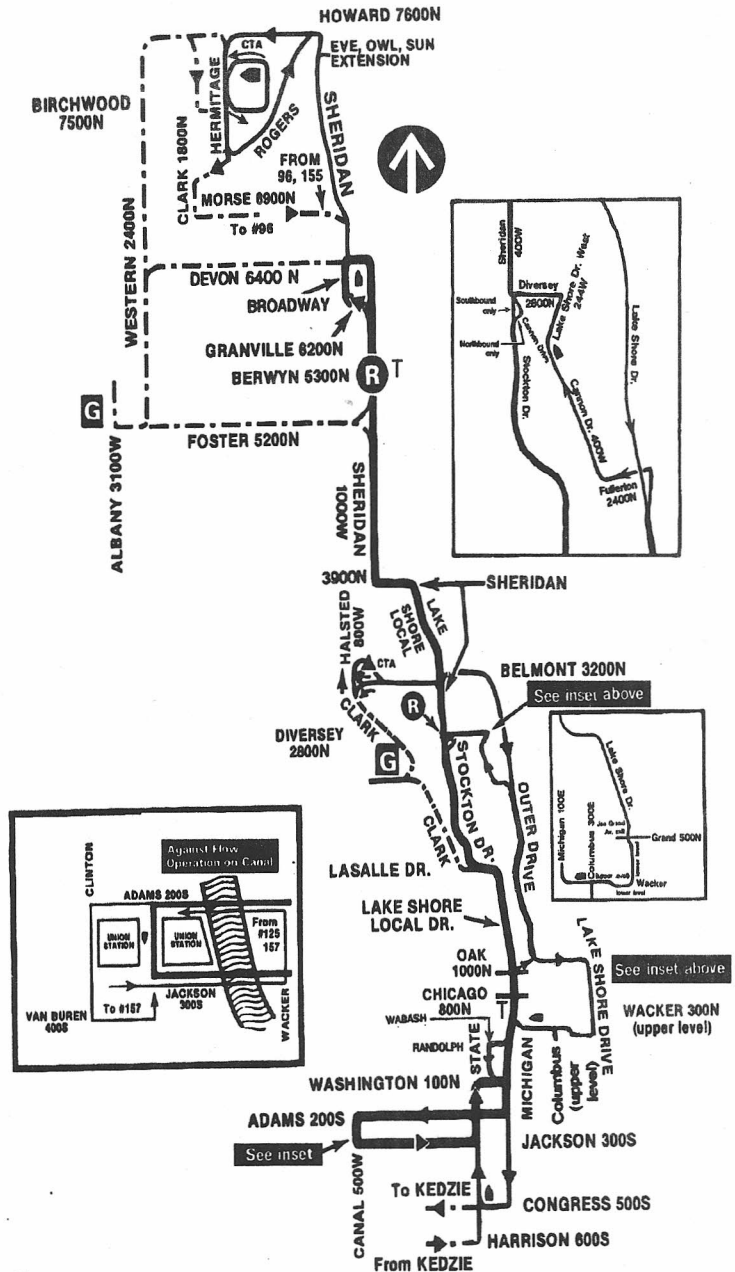 HOWARD 7600N
CTA
EVE, OWL, SUN
EXTENSION
HERMITAGE
BIRCHWOOD
7500N
ROGERS
SHERIDAN
CLARK 1800N
FROM
96, 155
MORSE 6900N
To #96
WESTERN 2400N
DEVON 6400 N
BROADWAY
GRANVILLE 6200N
BERWYN 5300N
R
T
G
FOSTER 5200N
ALBANY 3100W
SHERIDAN
1000W
Sheridan
400W
Diversey
2800N
Lake Shore Dr. West
244W
Southbound
only
Northbound
only
Cannon Drive
Stockton Dr.
Cannon Dr. 400W
Lake Shore Dr.
Fullerton
2400N
3900N
SHERIDAN
LAKE
SHORE
LOCAL
HALSTED
800W
CTA
BELMONT 3200N
See inset above
R
CLARK
DIVERSEY
2800N
G
STOCKTON DR.
CLARK
OUTER DRIVE
Lake Shore Dr.
Michigan 100E
Columbus 300E
Grand 500N
Upper level
Wacker
lower level
lower level
LASALLE DR.
LAKE SHORE
LOCAL DR.
OAK
1000N
CHICAGO
800N
T
LAKE SHORE DRIVE
See inset above
WACKER 300N
(upper level)
WABASH
RANDOLPH
STATE
MICHIGAN
Columbus
(upper
level)
WASHINGTON 100N
ADAMS 200S
See inset
CANAL 500W
JACKSON 300S
To KEDZIE
CONGRESS 500S
HARRISON 600S
From KEDZIE
Against Flow
Operation on Canal
CLINTON
ADAMS 200S
UNION
STATION
UNION
STATION
From
#125
157
JACKSON
300S
VAN BUREN
400S
To #157
WACKER